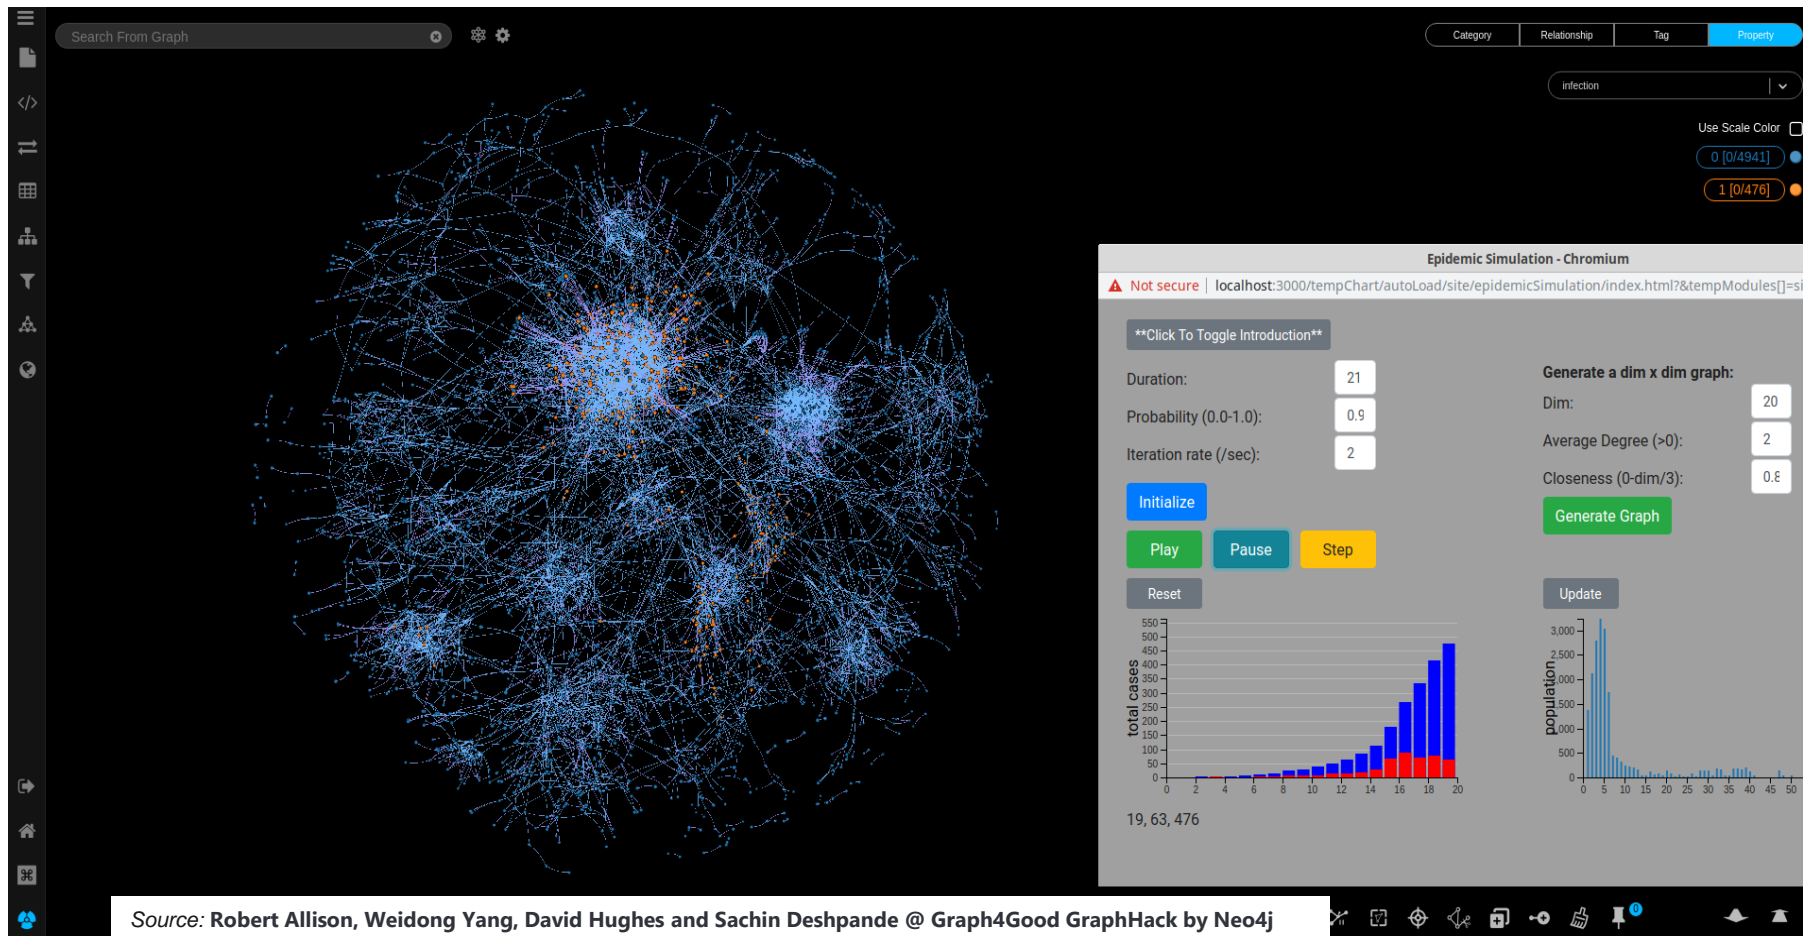 Search From Graph
Category Relationship Tag Property
infection
Use Scale Color
0 [0/4941]
1 [0/476]
Epidemic Simulation - Chromium
Not secure | localhost:3000/tempChart/autoLoad/site/epidemicSimulation/index.html?&tempModules[]=si
**Click To Toggle Introduction**
Duration: 21
Probability (0.0-1.0): 0.9
Iteration rate (/sec): 2
Initialize
Play Pause Step
Reset
Generate a dim x dim graph:
Dim: 20
Average Degree (>0): 2
Closeness (0-dim/3): 0.8
Generate Graph
Update
total cases
550
500
450
400
350
300
250
200
150
100
50
0
0 2 4 6 8 10 12 14 16 18 20
19, 63, 476
population
3,000
2,500
500
0
0 5 10 15 20 25 30 35 40 45 50
0
Source: Robert Allison, Weidong Yang, David Hughes and Sachin Deshpande @ Graph4Good GraphHack by Neo4j